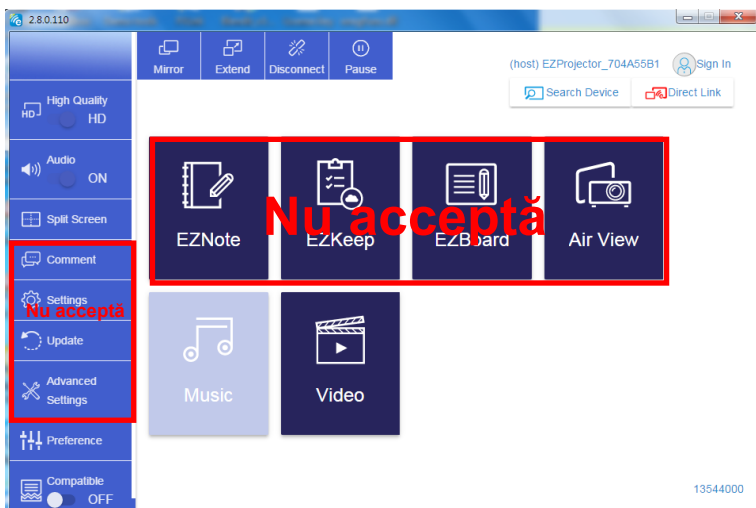 2.8.0.110
Mirror Extend Disconnect Pause
(host) EZProjector_704A55B1 Sign In
Search Device Direct Link
High Quality
HD HD
Audio
ON
Split Screen
Comment
Settings
Nu acceptă
Update
Advanced
Settings
Preference
Compatible
OFF
Nu acceptă
EZNote EZKeep EZBoard Air View
Music Video
13544000